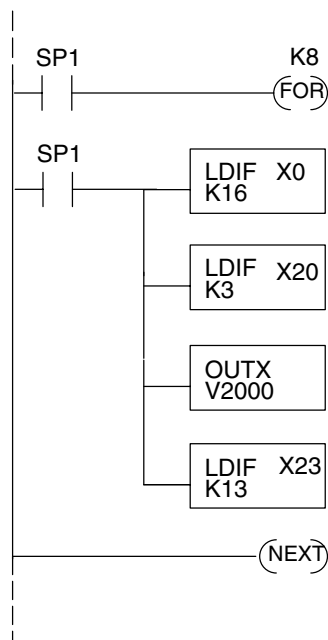 SP1 K8
FOR
SP1
LDIF X0
K16
LDIF X20
K3
OUTX
V2000
LDIF X23
K13
NEXT